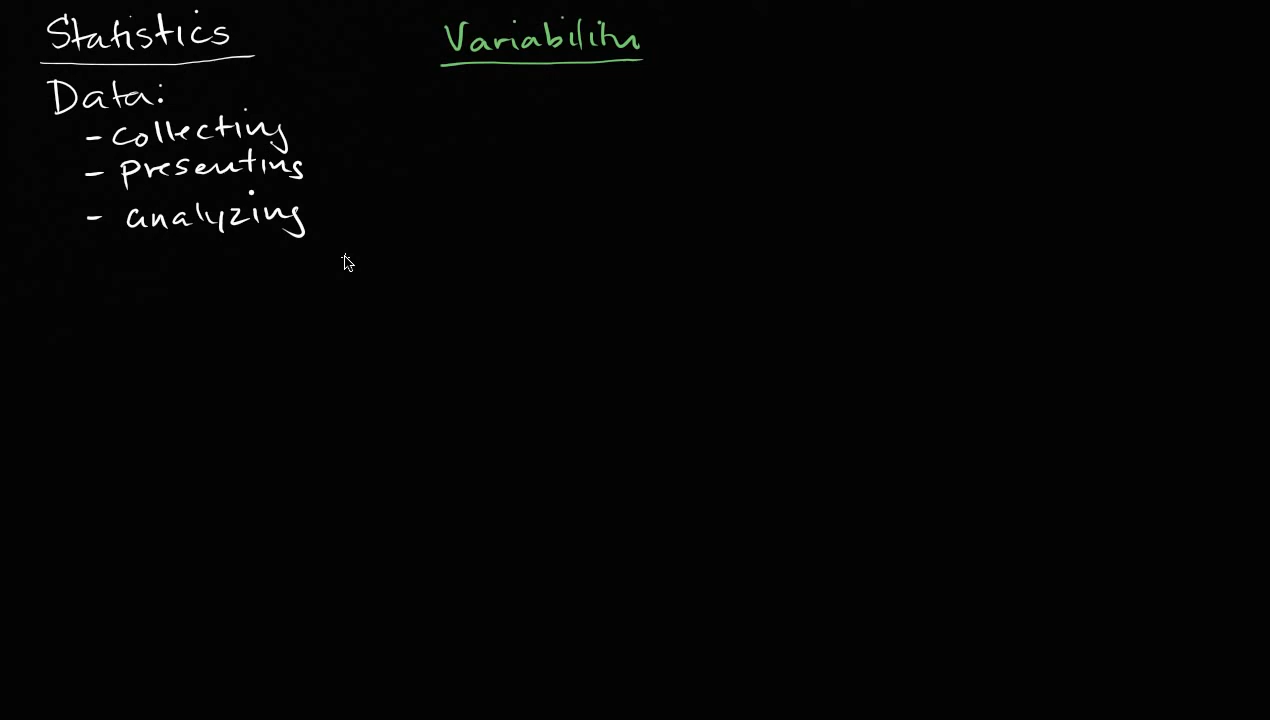 Statistics
Variability
Data:
- collecting
- presenting
- analyzing